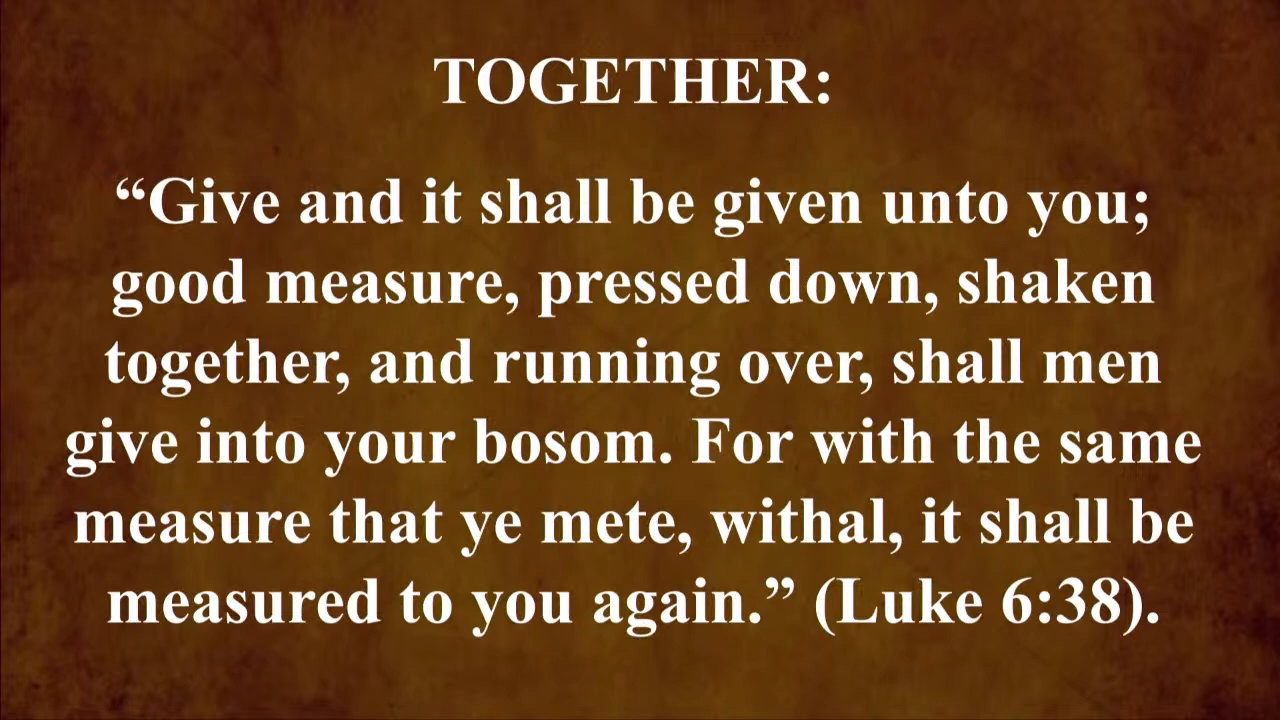 TOGETHER:
“Give and it shall be given unto you;
good measure, pressed down, shaken
together, and running over, shall men
give into your bosom. For with the same
measure that ye mete, withal, it shall be
measured to you again.” (Luke 6:38).